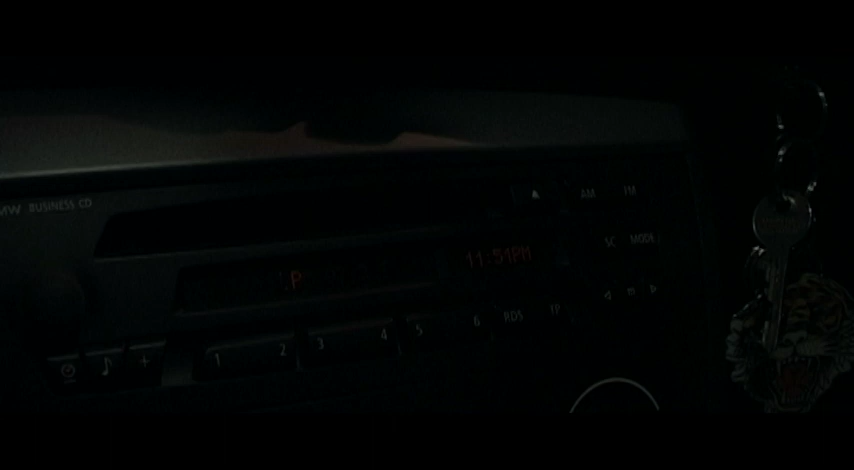 BMW BUSINESS CD
AM FM
SC MODE
P 11:51PM
m
1 2 3 4 5 6 RDS TP